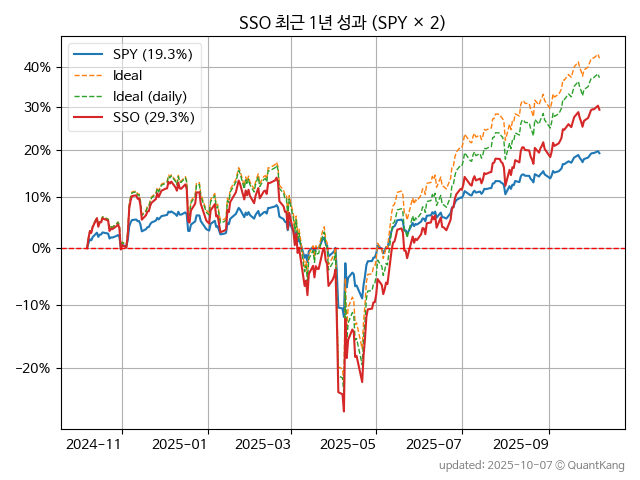 SSO 최근 1년 성과 (SPY × 2)
SPY (19.3%)
Ideal
Ideal (daily)
SSO (29.3%)
40%
30%
20%
10%
0%
−10%
−20%
2024-11
2025-01
2025-03
2025-05
2025-07
2025-09
updated: 2025-10-07 © QuantKang